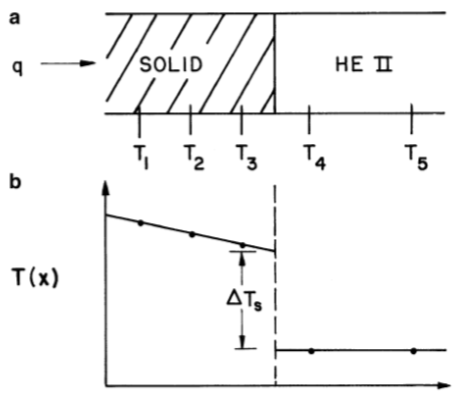 a
q SOLID HE II
T1 T2 T3 T4 T5
b
T(x)
ΔTs